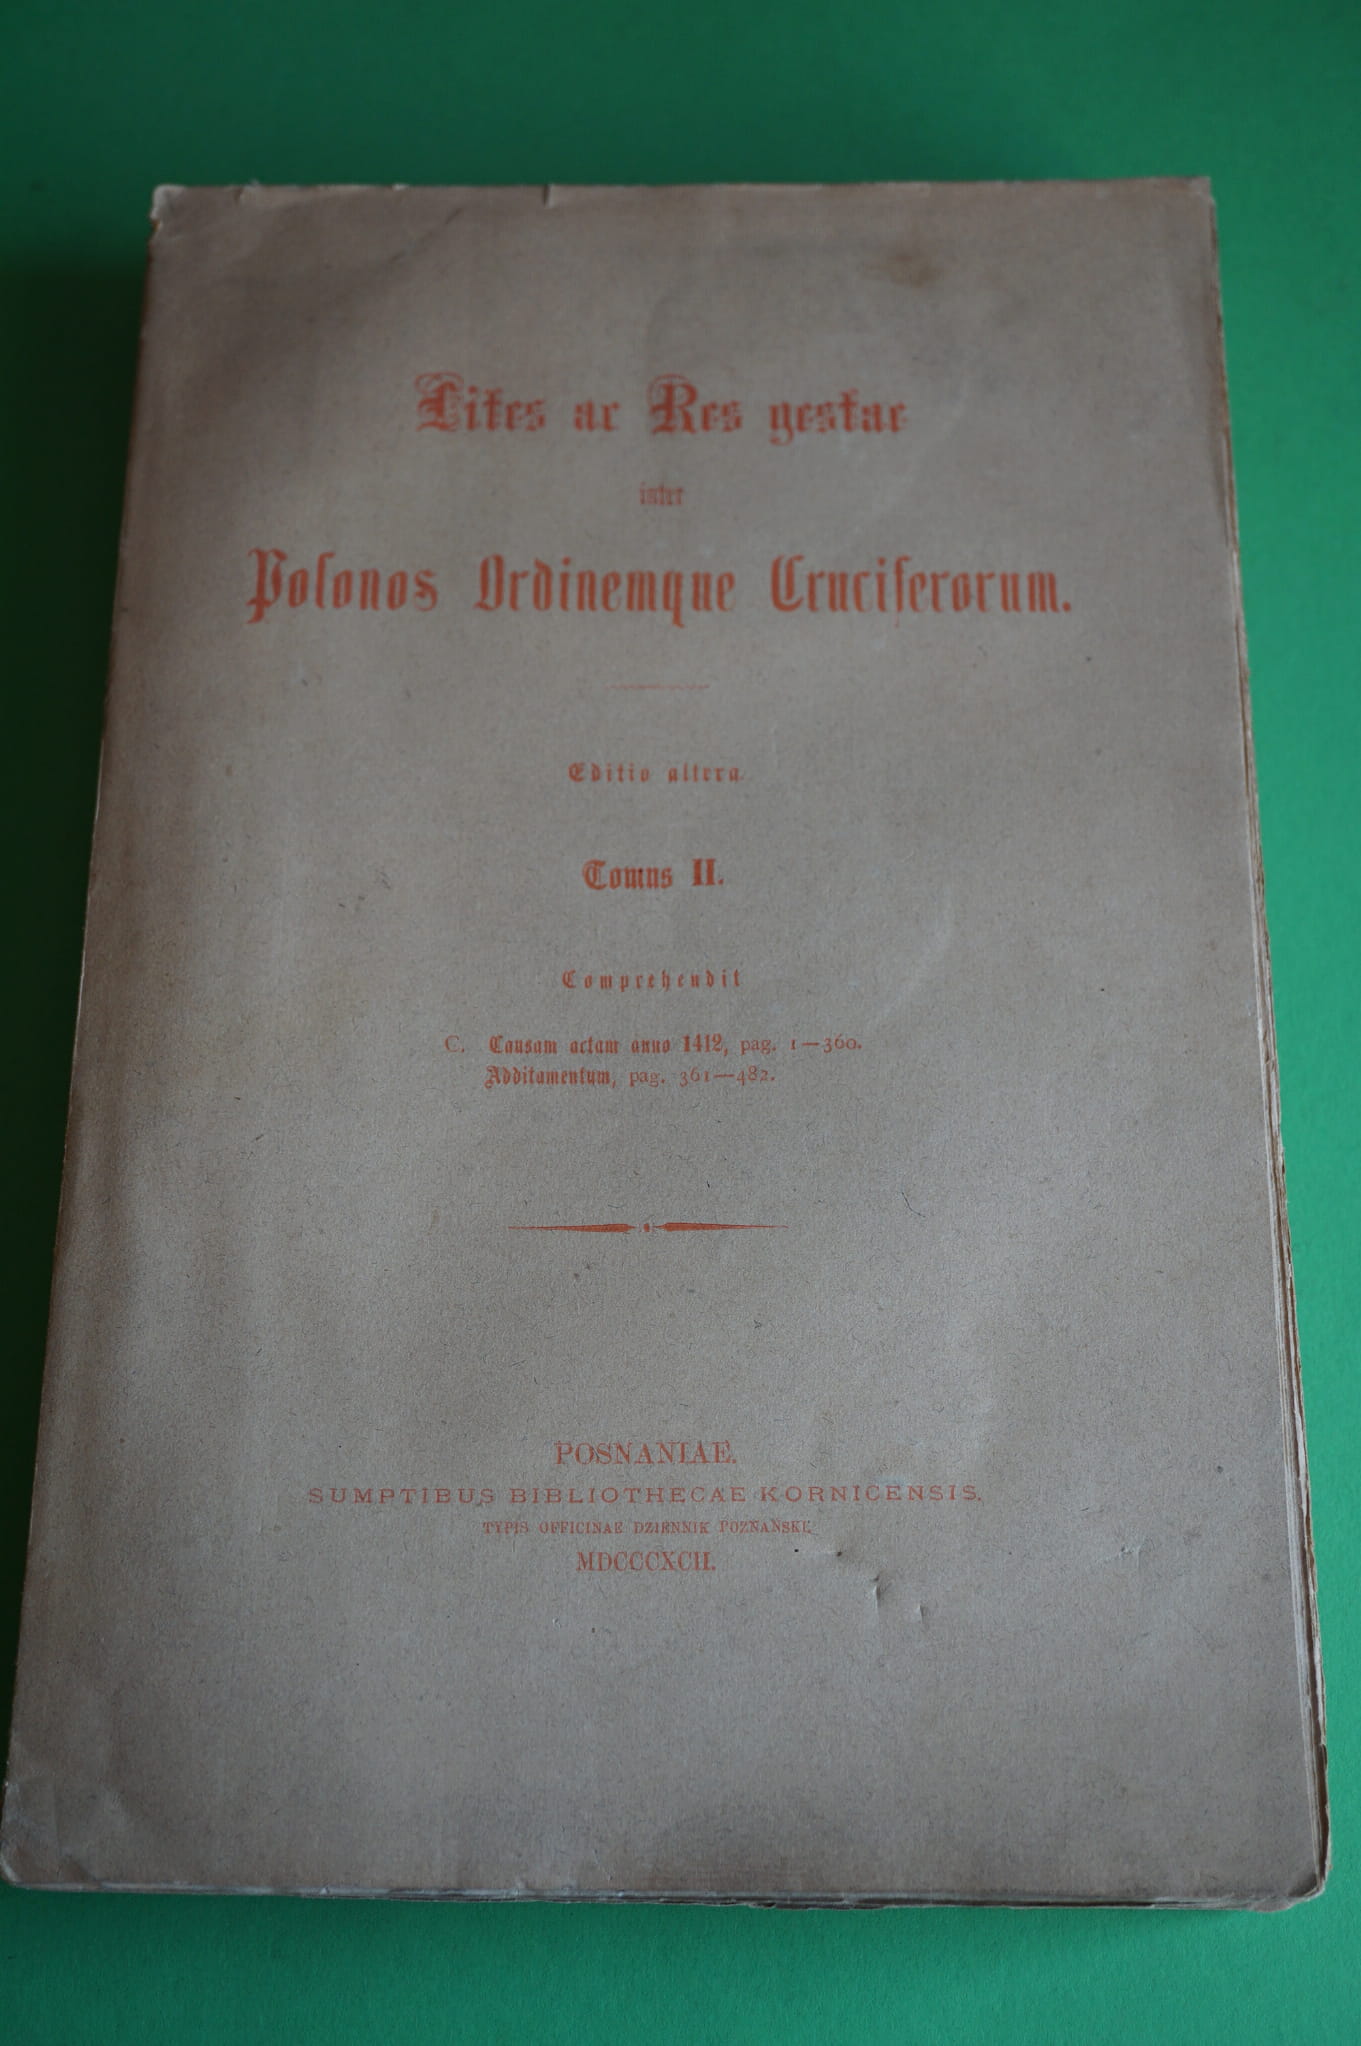 Lites ac Res gestae
inter
Polonos Ordinemque Cruciferorum.
Editio altera.
Tomus II.
Comprehendit
C. Causam actam anno 1412, pag. 1—360.
Additamentum, pag. 361—482.
POSNANIAE.
SUMPTIBUS BIBLIOTHECAE KORNICENSIS.
TYPIS OFFICINAE DZIENNIK POZNAŃSKI.
MDCCCXCII.